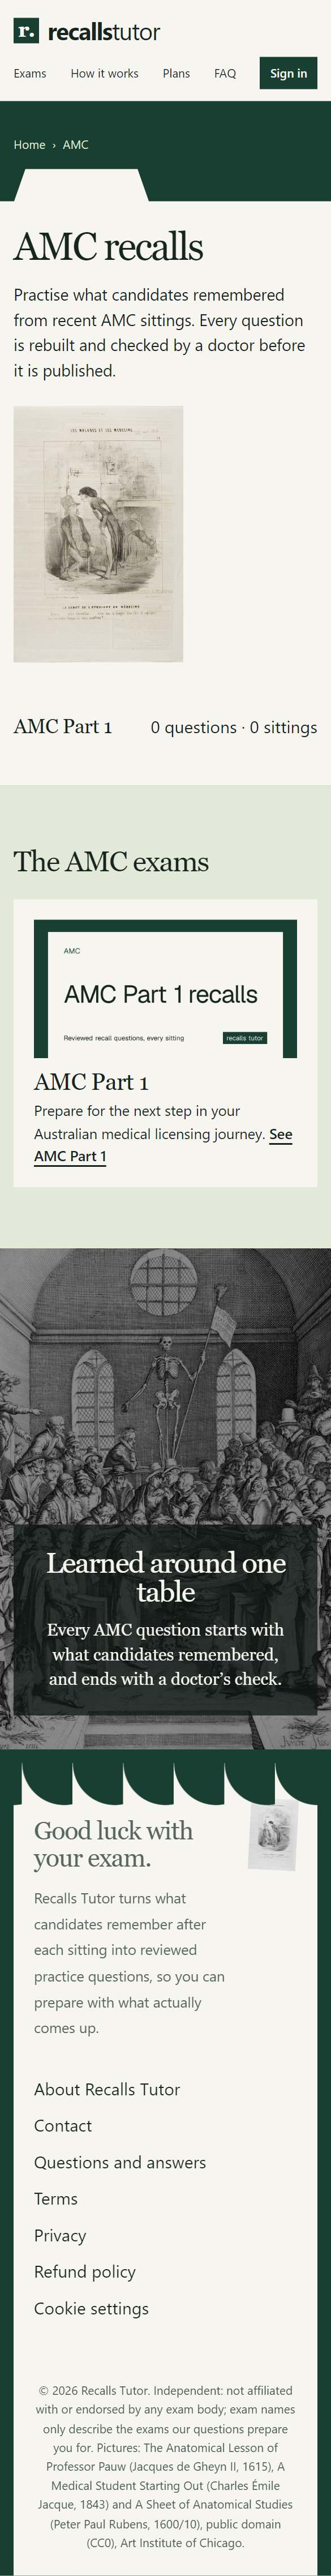 r. recallstutor
Exams How it works Plans FAQ Sign in
Home › AMC
AMC recalls
Practise what candidates remembered
from recent AMC sittings. Every question
is rebuilt and checked by a doctor before
it is published.
LES MALADES ET LES MÉDECINS
AMC Part 1 0 questions · 0 sittings
The AMC exams
AMC
AMC Part 1 recalls
Reviewed recall questions, every sitting recalls tutor
AMC Part 1
Prepare for the next step in your
Australian medical licensing journey. See
AMC Part 1
Learned around one
table
Every AMC question starts with
what candidates remembered,
and ends with a doctor’s check.
Good luck with
your exam.
Recalls Tutor turns what
candidates remember after
each sitting into reviewed
practice questions, so you can
prepare with what actually
comes up.
About Recalls Tutor
Contact
Questions and answers
Terms
Privacy
Refund policy
Cookie settings
© 2026 Recalls Tutor. Independent: not affiliated
with or endorsed by any exam body; exam names
only describe the exams our questions prepare
you for. Pictures: The Anatomical Lesson of
Professor Pauw (Jacques de Gheyn II, 1615), A
Medical Student Starting Out (Charles Émile
Jacque, 1843) and A Sheet of Anatomical Studies
(Peter Paul Rubens, 1600/10), public domain
(CC0), Art Institute of Chicago.